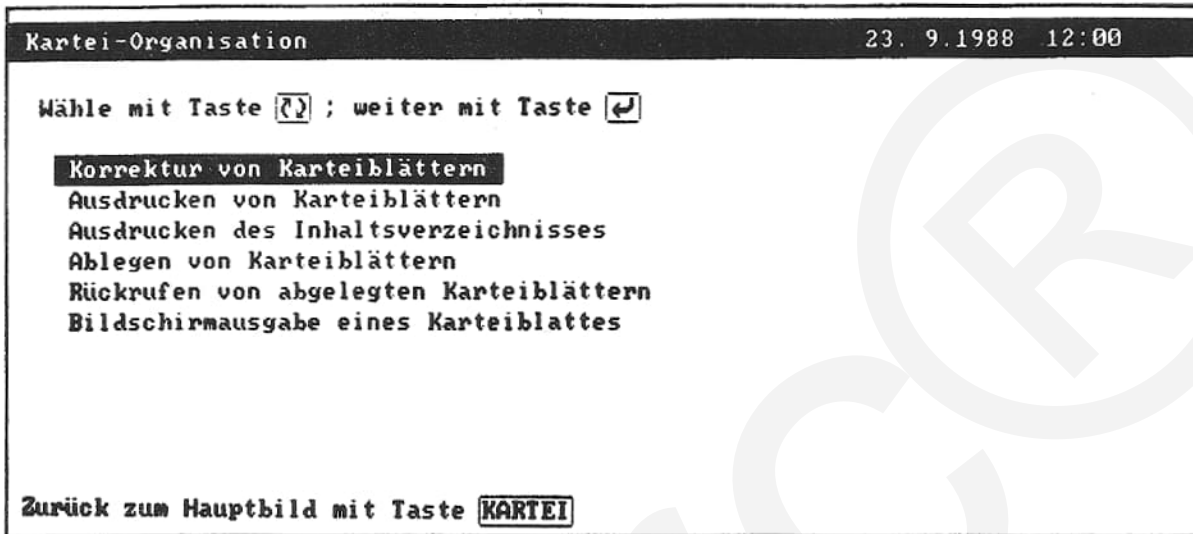 Kartei-Organisation 23. 9.1988 12:00
Wähle mit Taste ; weiter mit Taste
Korrektur von Karteiblättern
Ausdrucken von Karteiblättern
Ausdrucken des Inhaltsverzeichnisses
Ablegen von Karteiblättern
Rückrufen von abgelegten Karteiblättern
Bildschirmausgabe eines Karteiblattes
Zurück zum Hauptbild mit Taste KARTEI